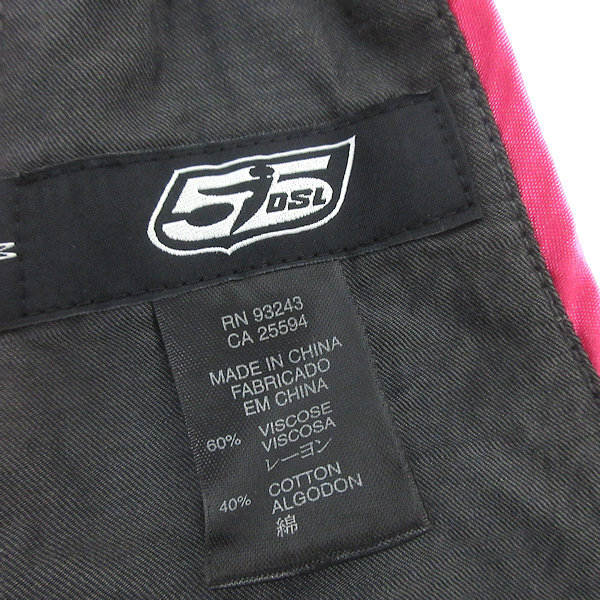 55
DSL
M
RN 93243
CA 25594
MADE IN CHINA
FABRICADO
EM CHINA
60% VISCOSE
VISCOSA
レーヨン
40% COTTON
ALGODON
綿